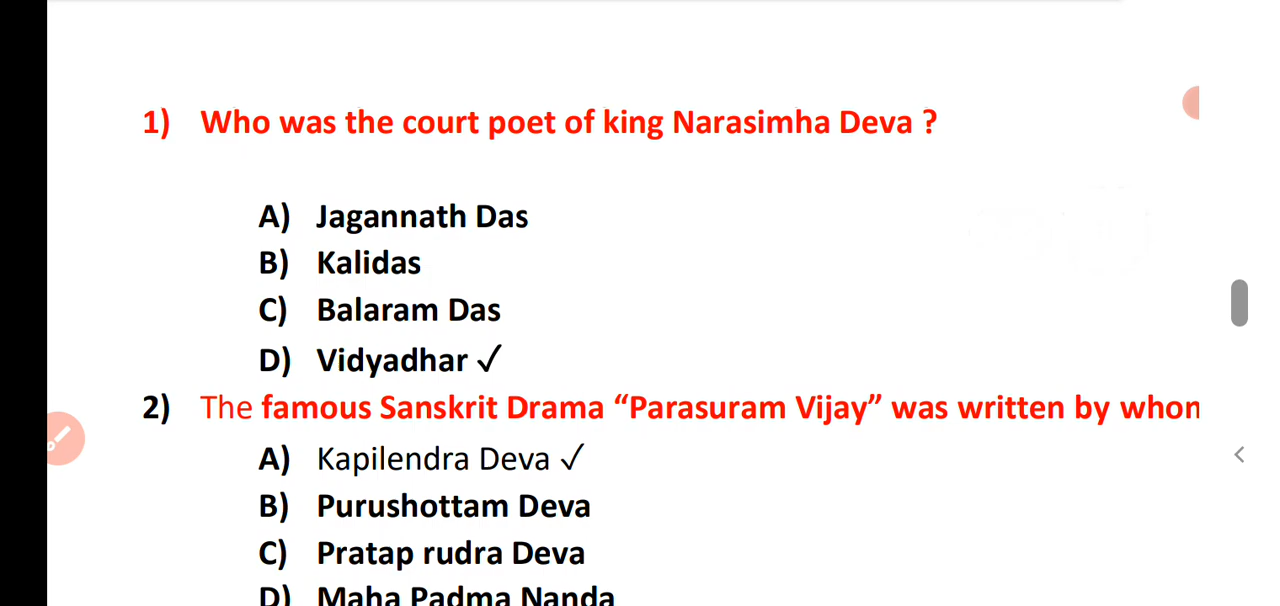 1) Who was the court poet of king Narasimha Deva ?
A) Jagannath Das
B) Kalidas
C) Balaram Das
D) Vidyadhar ✓
2) The famous Sanskrit Drama “Parasuram Vijay” was written by
A) Kapilendra Deva ✓
B) Purushottam Deva
C) Pratap rudra Deva
D) Maha Padma Nanda